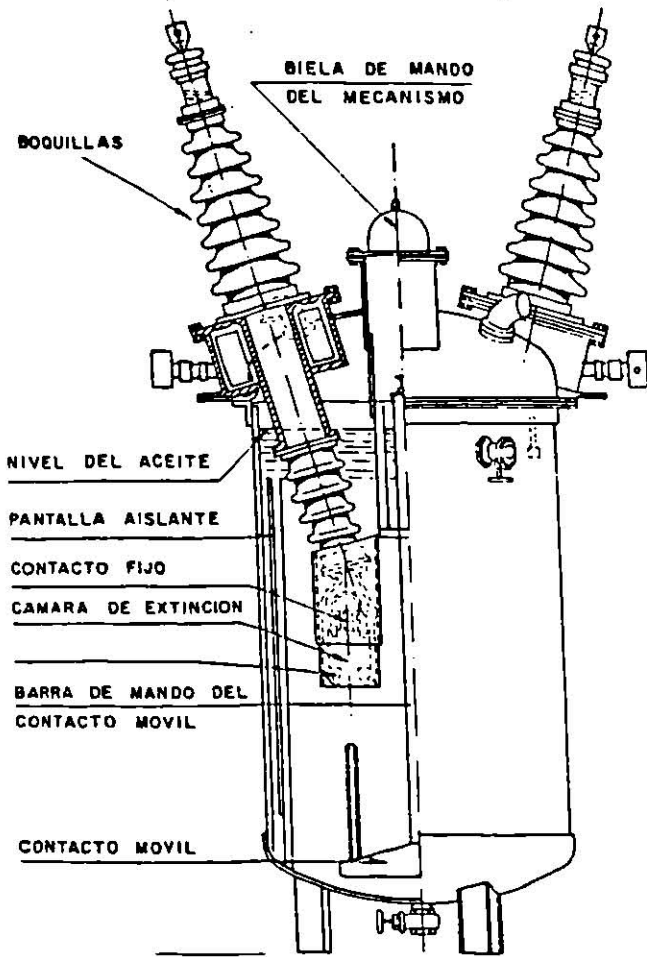 BIELA DE MANDO
DEL MECANISMO
BOQUILLAS
NIVEL DEL ACEITE
PANTALLA AISLANTE
CONTACTO FIJO
CAMARA DE EXTINCION
BARRA DE MANDO DEL
CONTACTO MOVIL
CONTACTO MOVIL